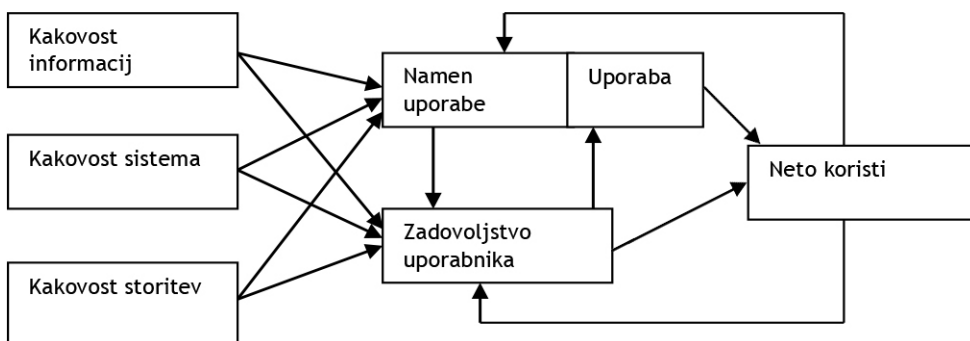 Kakovost
informacij
Namen
uporabe
Uporaba
Kakovost sistema
Neto koristi
Zadovoljstvo
uporabnika
Kakovost storitev